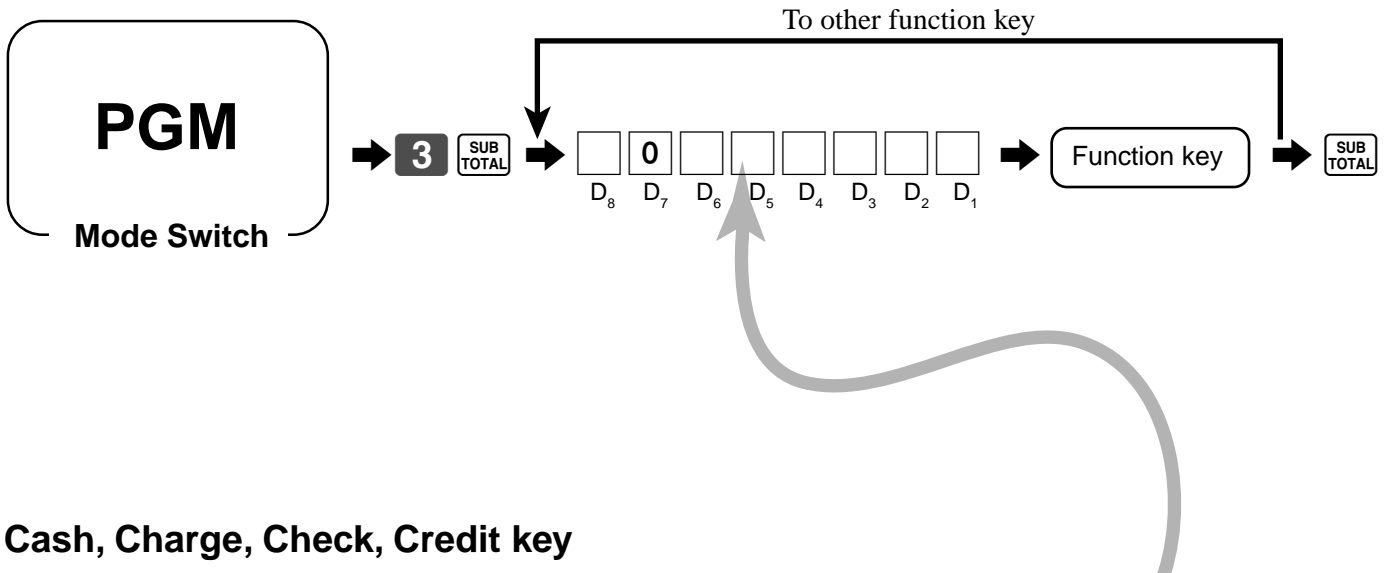 To other function key
PGM
Mode Switch
3 SUB TOTAL
0
D8 D7 D6 D5 D4 D3 D2 D1
Function key
SUB TOTAL
Cash, Charge, Check, Credit key